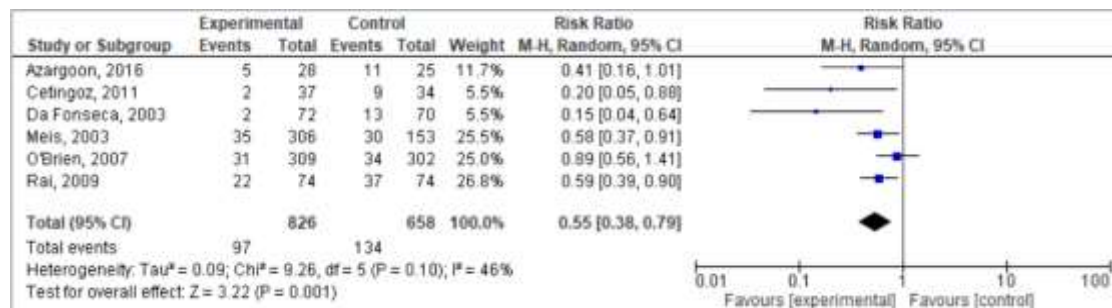 Experimental Control Risk Ratio Risk Ratio
Study or Subgroup Events Total Events Total Weight M-H, Random, 95% CI M-H, Random, 95% CI
Azargoon, 2016 5 28 11 25 11.7% 0.41 [0.16, 1.01]
Cetingoz, 2011 2 37 9 34 5.5% 0.20 [0.05, 0.88]
Da Fonseca, 2003 2 72 13 70 5.5% 0.15 [0.04, 0.64]
Meis, 2003 35 306 30 153 25.5% 0.58 [0.37, 0.91]
O'Brien, 2007 31 309 34 302 25.0% 0.89 [0.56, 1.41]
Rai, 2009 22 74 37 74 26.8% 0.59 [0.39, 0.90]
Total (95% CI) 826 658 100.0% 0.55 [0.38, 0.79]
Total events 97 134
Heterogeneity: Tau² = 0.09; Chi² = 9.26, df = 5 (P = 0.10); I² = 46%
Test for overall effect: Z = 3.22 (P = 0.001)
0.01 0.1 1 10 100
Favours [experimental] Favours [control]